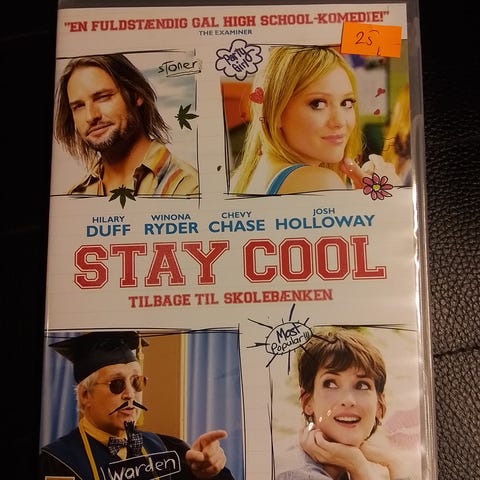 "EN FULDSTÆNDIG GAL HIGH SCHOOL-KOMEDIE!"
THE EXAMINER
25,
stoner
Party Girl
HILARY DUFF
WINONA RYDER
CHEVY CHASE
JOSH HOLLOWAY
STAY COOL
TILBAGE TIL SKOLEBÆNKEN
Most
Popular!!!
Warden